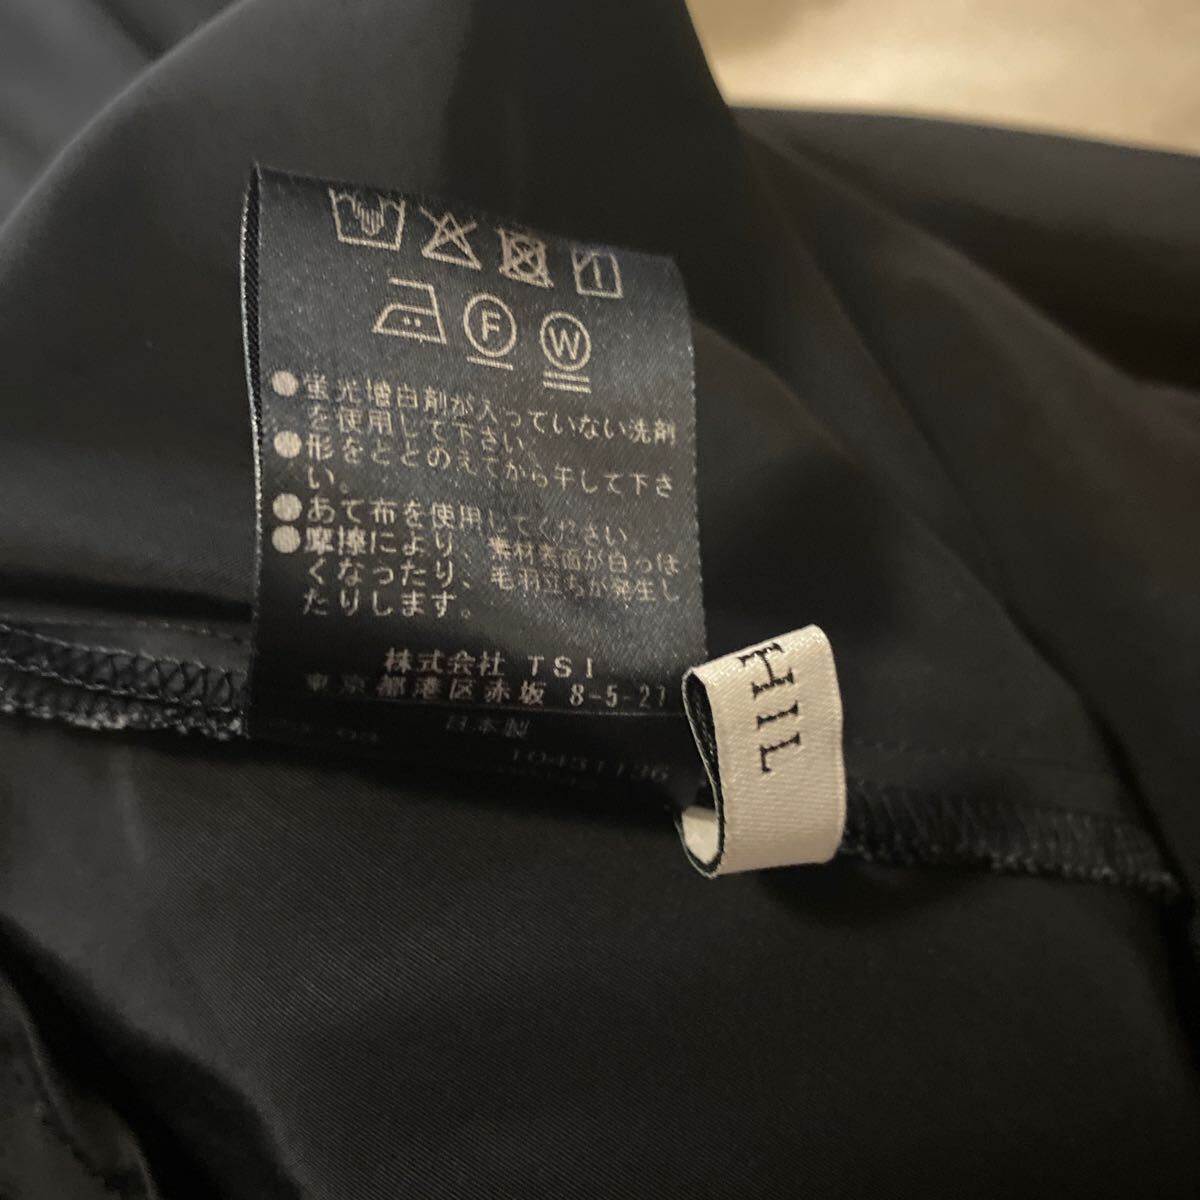 F
W
●蛍光増白剤が入っていない洗剤
を使用して下さい。
●形をととのえてから干して下さ
い。
●あて布を使用してください。
●摩擦により、素材表面が白っぽ
くなったり、毛羽立ちが発生し
たりします。
株式会社 TSI
東京都港区赤坂 8-5-27
日本製
HIL